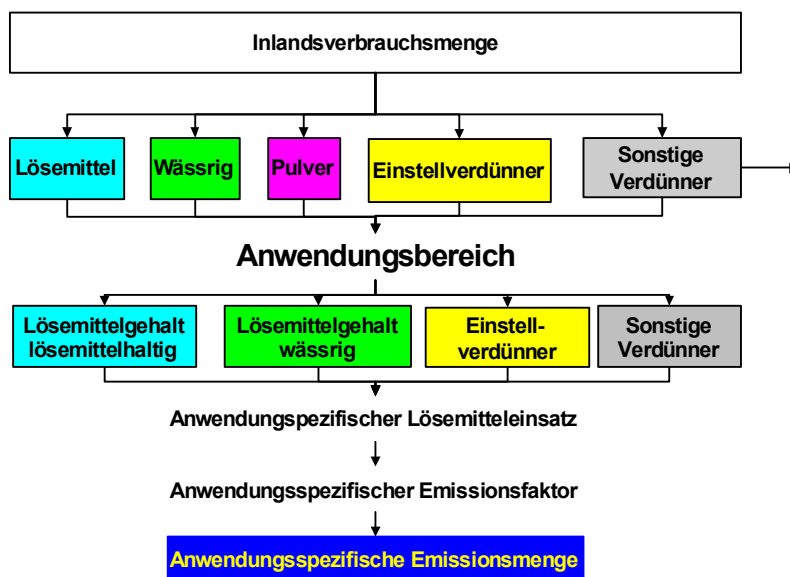 Inlandsverbrauchsmenge
Lösemittel
Wässrig
Pulver
Einstellverdünner
Sonstige
Verdünner
Anwendungsbereich
Lösemittelgehalt
lösemittelhaltig
Lösemittelgehalt
wässrig
Einstell-
verdünner
Sonstige
Verdünner
Anwendungspezifischer Lösemitteleinsatz
Anwendungsspezifischer Emissionsfaktor
Anwendungsspezifische Emissionsmenge